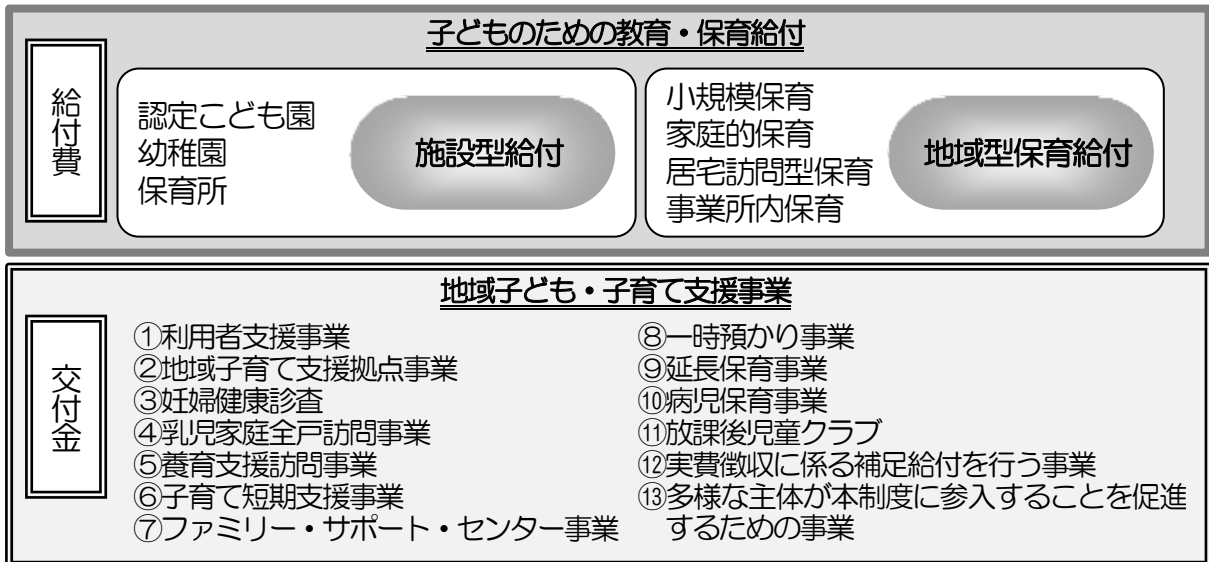 子どものための教育・保育給付
給付費
認定こども園
幼稚園
保育所
施設型給付
小規模保育
家庭的保育
居宅訪問型保育
事業所内保育
地域型保育給付
地域子ども・子育て支援事業
交付金
①利用者支援事業
②地域子育て支援拠点事業
③妊婦健康診査
④乳児家庭全戸訪問事業
⑤養育支援訪問事業
⑥子育て短期支援事業
⑦ファミリー・サポート・センター事業
⑧一時預かり事業
⑨延長保育事業
⑩病児保育事業
⑪放課後児童クラブ
⑫実費徴収に係る補足給付を行う事業
⑬多様な主体が本制度に参入することを促進
するための事業